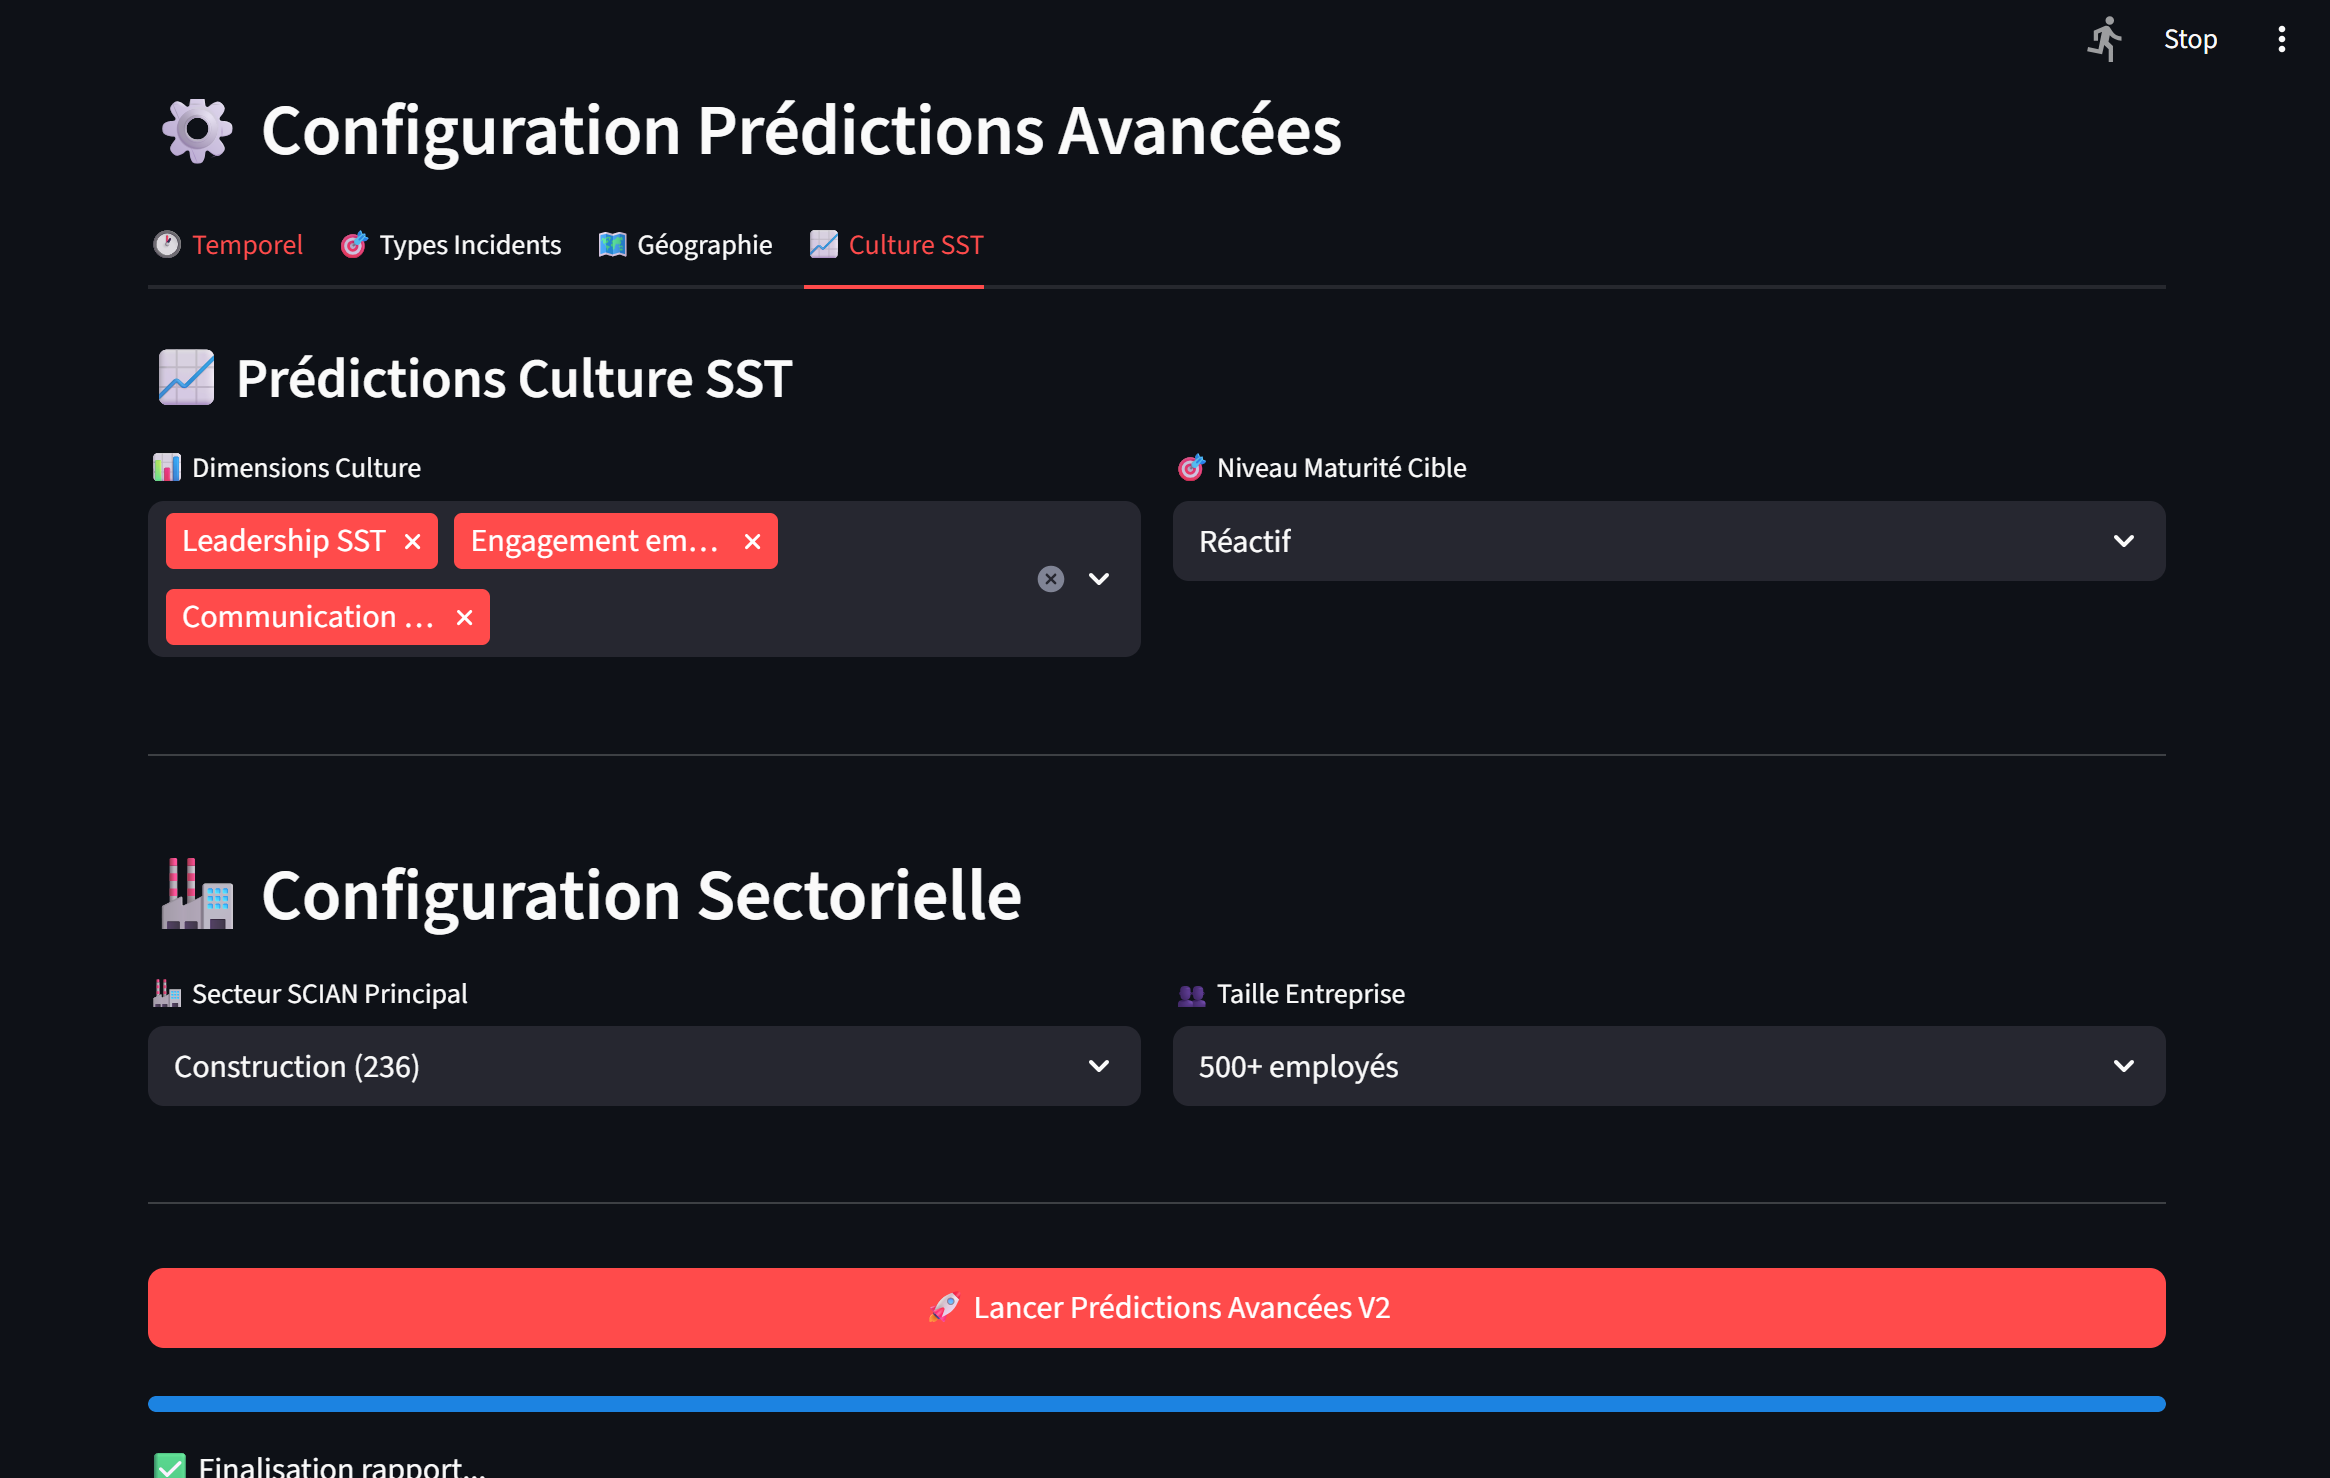 Stop
Configuration Prédictions Avancées
Temporel Types Incidents Géographie Culture SST
Prédictions Culture SST
Dimensions Culture
Leadership SST Engagement em...
Communication ...
Niveau Maturité Cible
Réactif
Configuration Sectorielle
Secteur SCIAN Principal
Construction (236)
Taille Entreprise
500+ employés
Lancer Prédictions Avancées V2
Finalisation rapport...